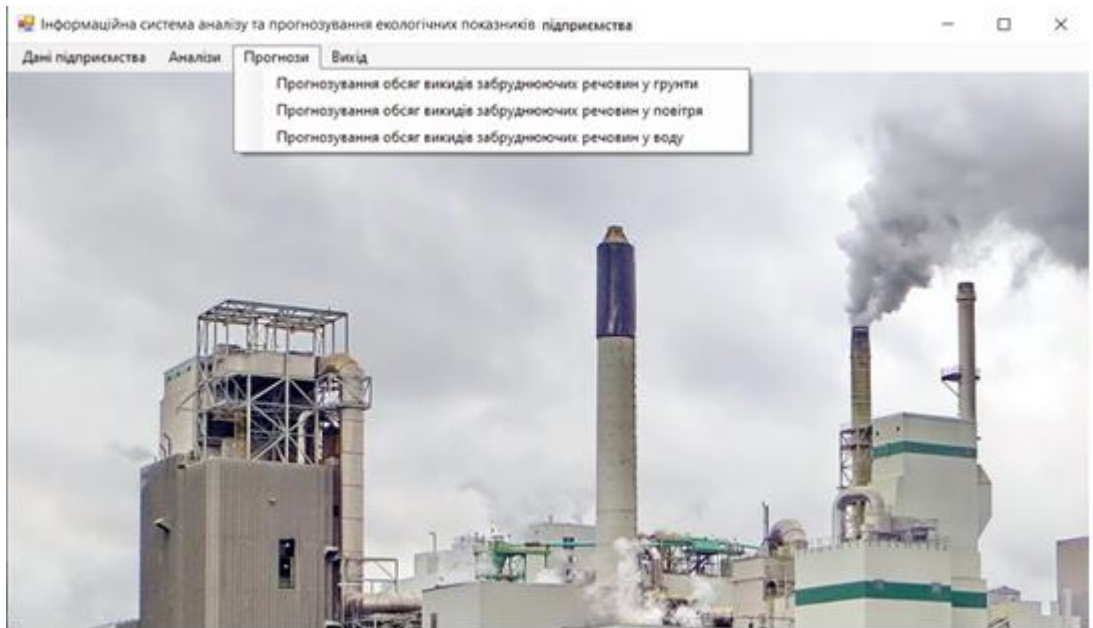 Інформаційна система аналізу та прогнозування екологічних показників підприємства
Дані підприємства Аналізи Прогнози Вихід
Прогнозування обсяг викидів забруднюючих речовин у грунти
Прогнозування обсяг викидів забруднюючих речовин у повітря
Прогнозування обсяг викидів забруднюючих речовин у воду